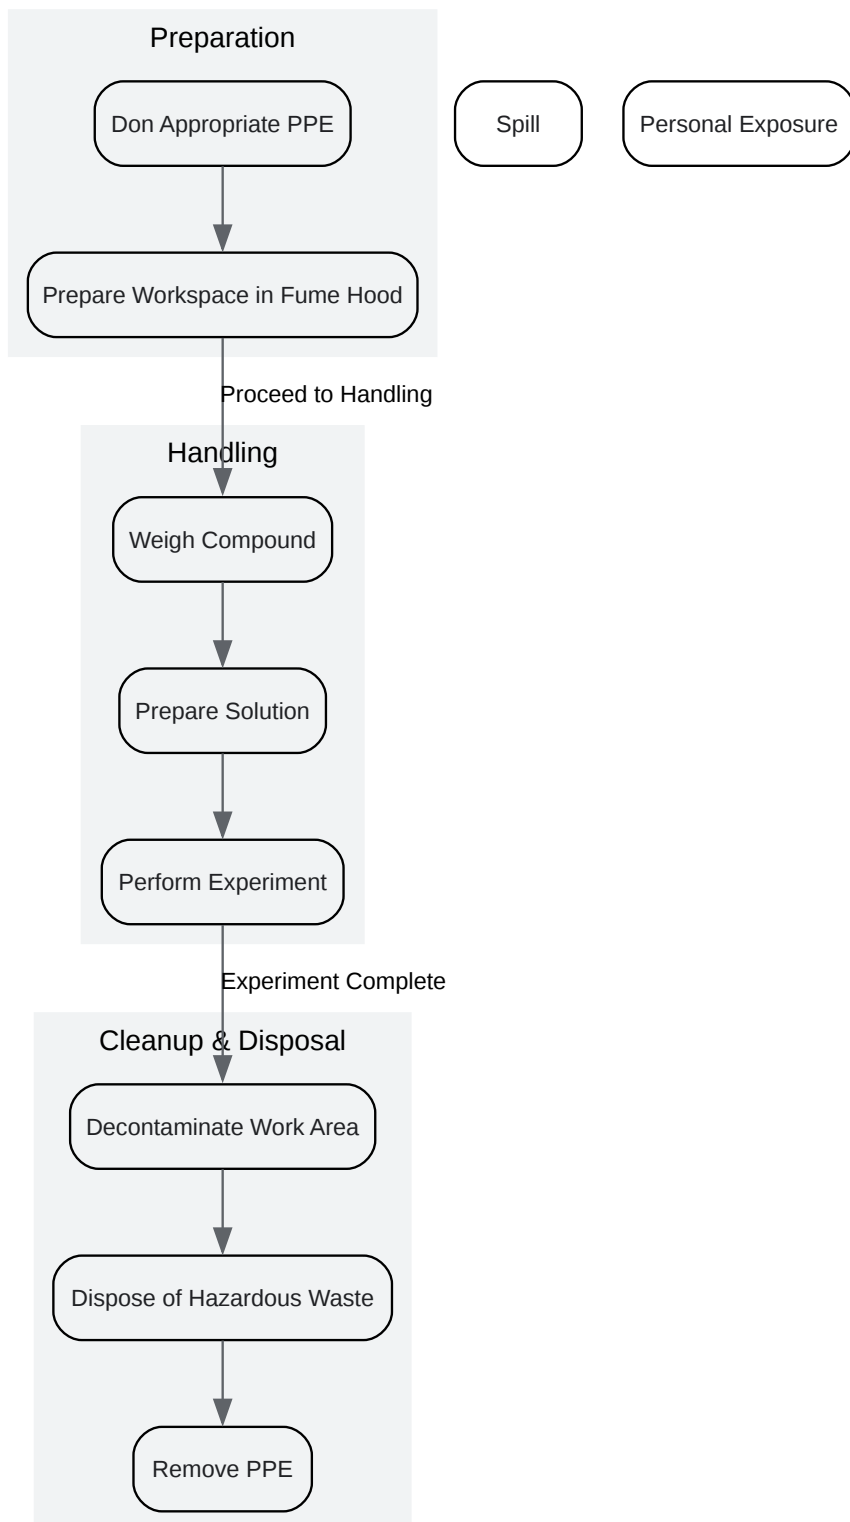 Preparation
Don Appropriate PPE
Spill
Personal Exposure
Prepare Workspace in Fume Hood
Proceed to Handling
Handling
Weigh Compound
Prepare Solution
Perform Experiment
Experiment Complete
Cleanup & Disposal
Decontaminate Work Area
Dispose of Hazardous Waste
Remove PPE